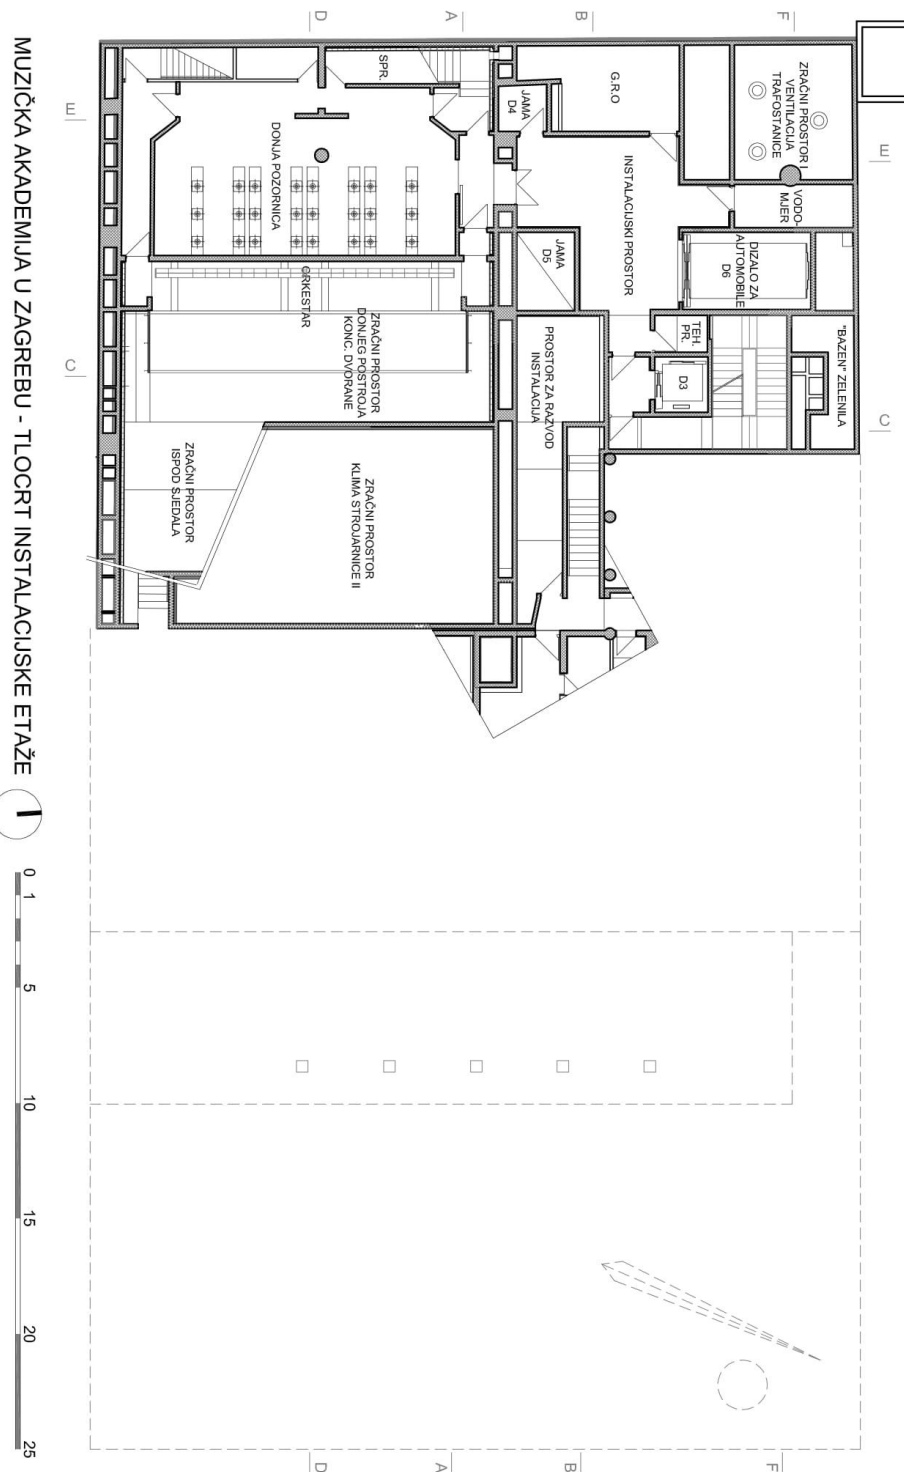 MUZIČKA AKADEMIJA U ZAGREBU - TLOCRT INSTALACIJSKE ETAŽE
0 1 5 10 15 20 25
D
A
B
F
E
E
C
C
D
A
B
F
ZRAČNI PROSTOR I
VENTILACIJA
TRAFOSTANICE
G.R.O
SPR.
JAMA
D4
DONJA POZORNICA
INSTALACIJSKI PROSTOR
VODO-
MJER
JAMA
D5
DIZALO ZA
AUTOMOBILE
D6
ORKESTAR
ZRAČNI PROSTOR
DONJEG POSTROJA
KONC. DVORANE
PROSTOR ZA RAZVOD
INSTALACIJA
TEH.
PR.
D3
"BAZEN" ZELENILA
ZRAČNI PROSTOR
ISPOD SJEDALA
ZRAČNI PROSTOR
KLIMA STROJARNICE II